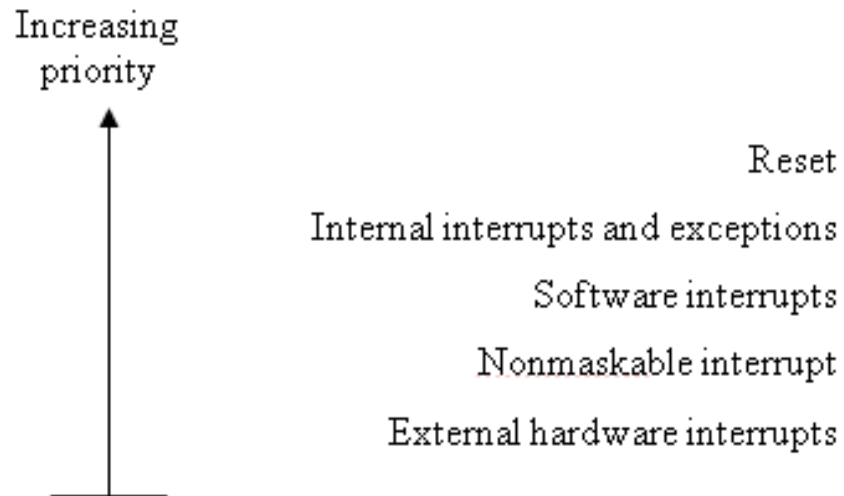 Increasing
priority
Reset
Internal interrupts and exceptions
Software interrupts
Nonmaskable interrupt
External hardware interrupts